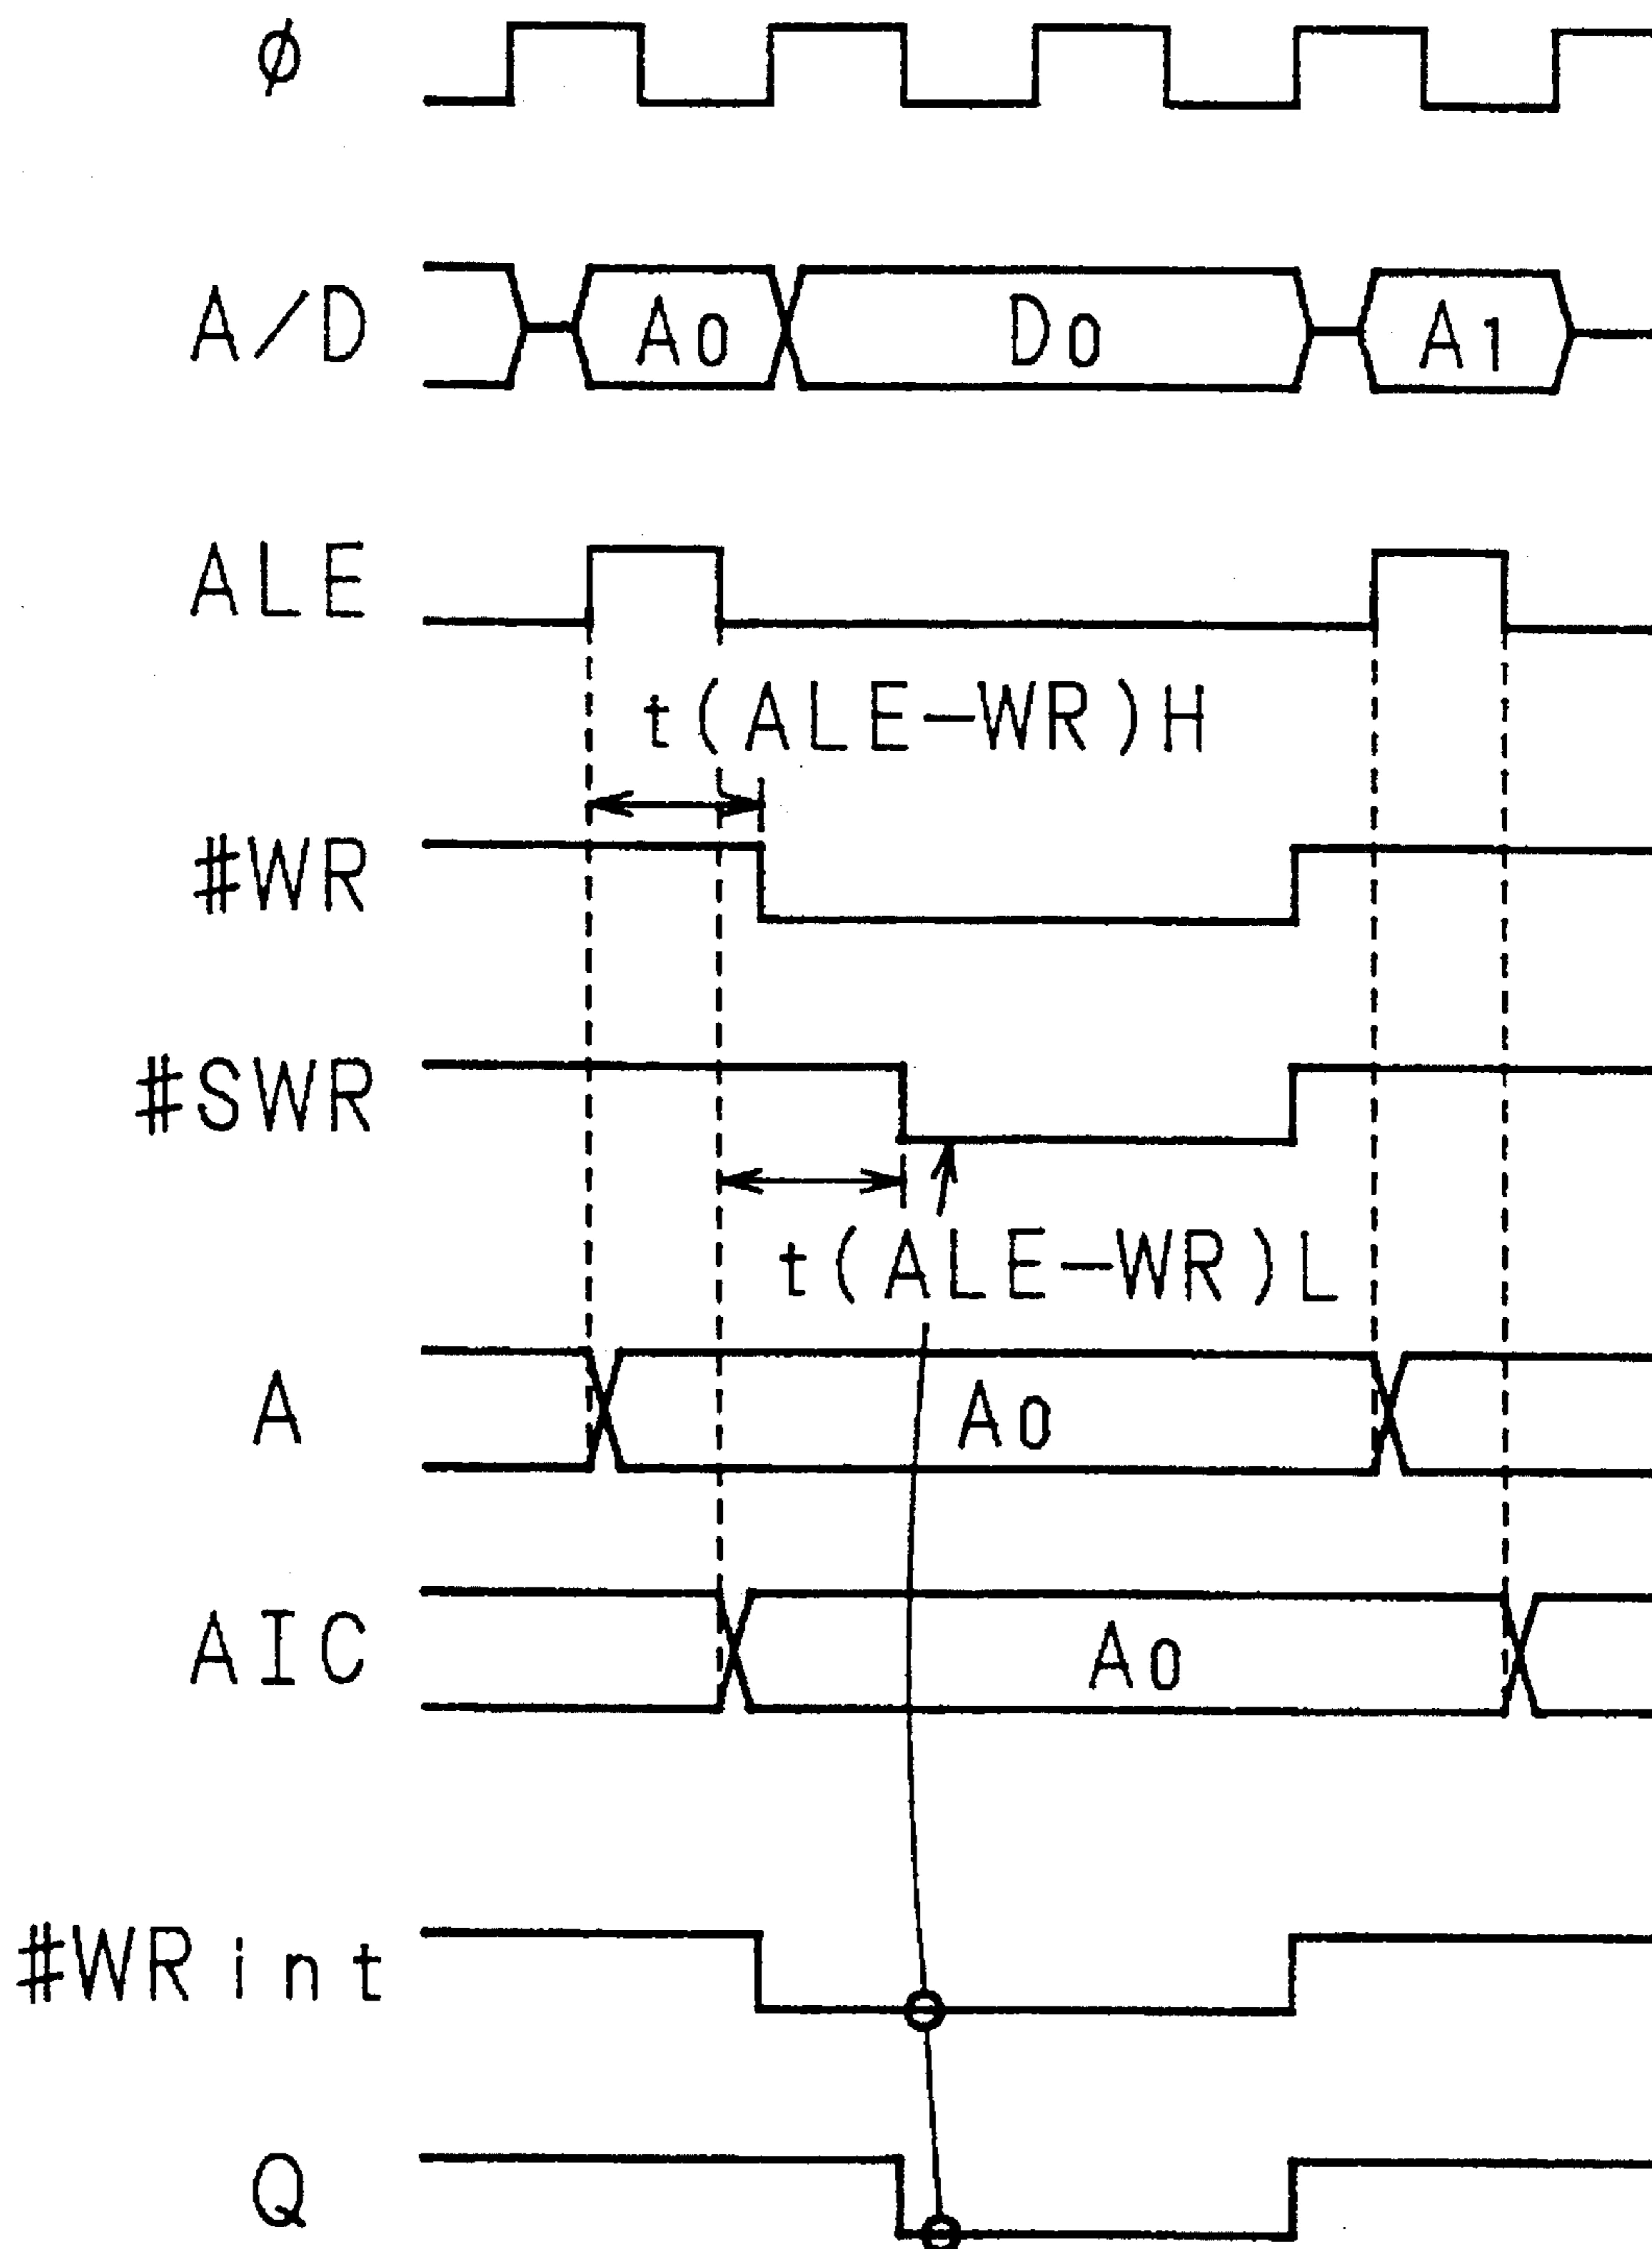 φ
A/D A0 D0 A1
ALE
t(ALE-WR)H
#WR
#SWR
t(ALE-WR)L
A A0
AIC A0
#WRint
Q